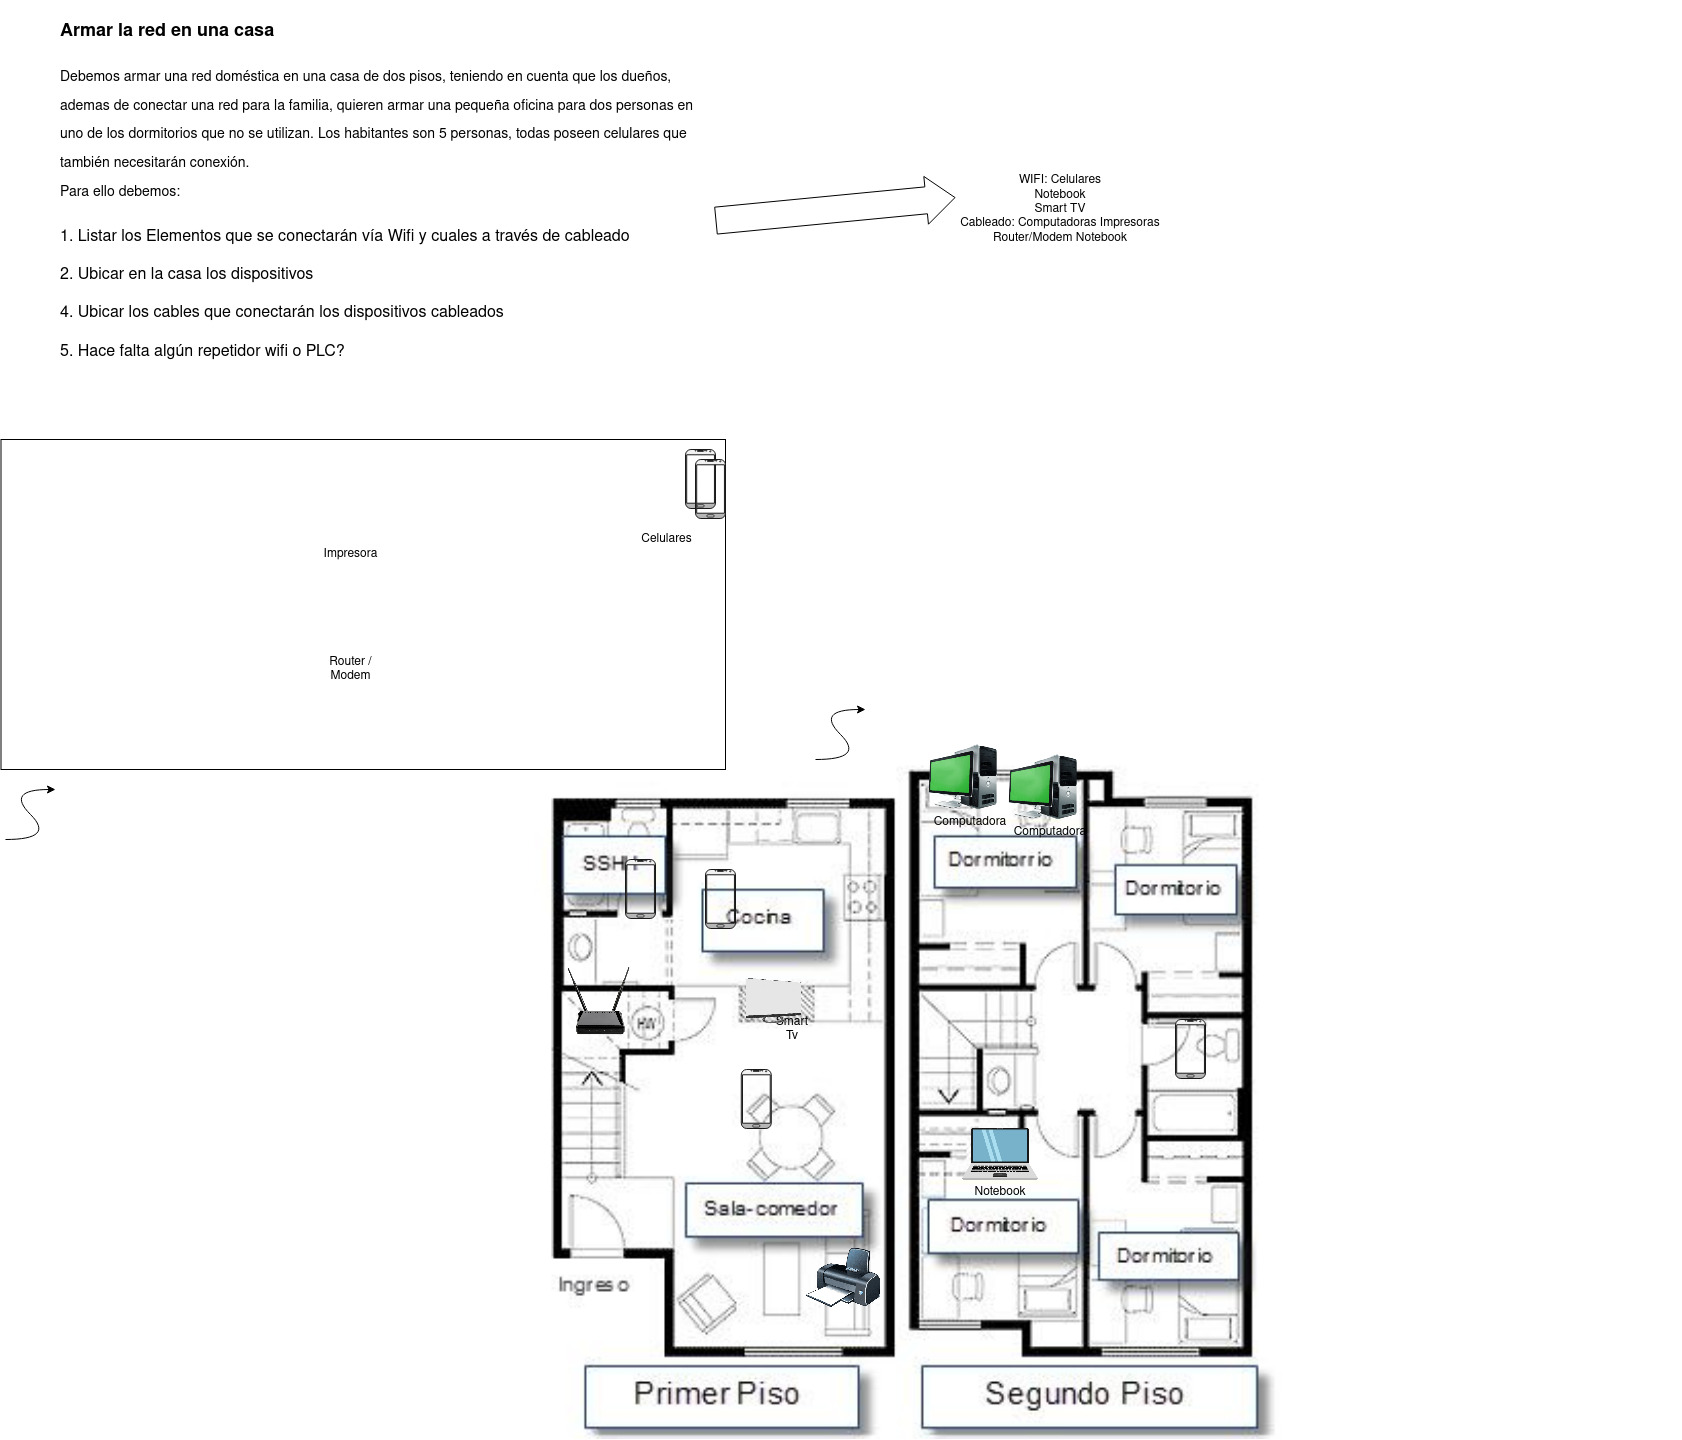 Armar la red en una casa
Debemos armar una red doméstica en una casa de dos pisos, teniendo en cuenta que los dueños,
ademas de conectar una red para la familia, quieren armar una pequeña oficina para dos personas en
uno de los dormitorios que no se utilizan. Los habitantes son 5 personas, todas poseen celulares que
también necesitarán conexión.
Para ello debemos:
1. Listar los Elementos que se conectarán vía Wifi y cuales a través de cableado
2. Ubicar en la casa los dispositivos
4. Ubicar los cables que conectarán los dispositivos cableados
5. Hace falta algún repetidor wifi o PLC?
WIFI: Celulares
Notebook
Smart TV
Cableado: Computadoras Impresoras
Router/Modem Notebook
Celulares
Impresora
Router /
Modem
SSHH
Cocina
HW
Smart
Tv
Sala-comedor
Ingreso
Primer Piso
Computadora
Computadora
Dormitorrio
Dormitorio
Notebook
Dormitorio
Dormitorio
Segundo Piso